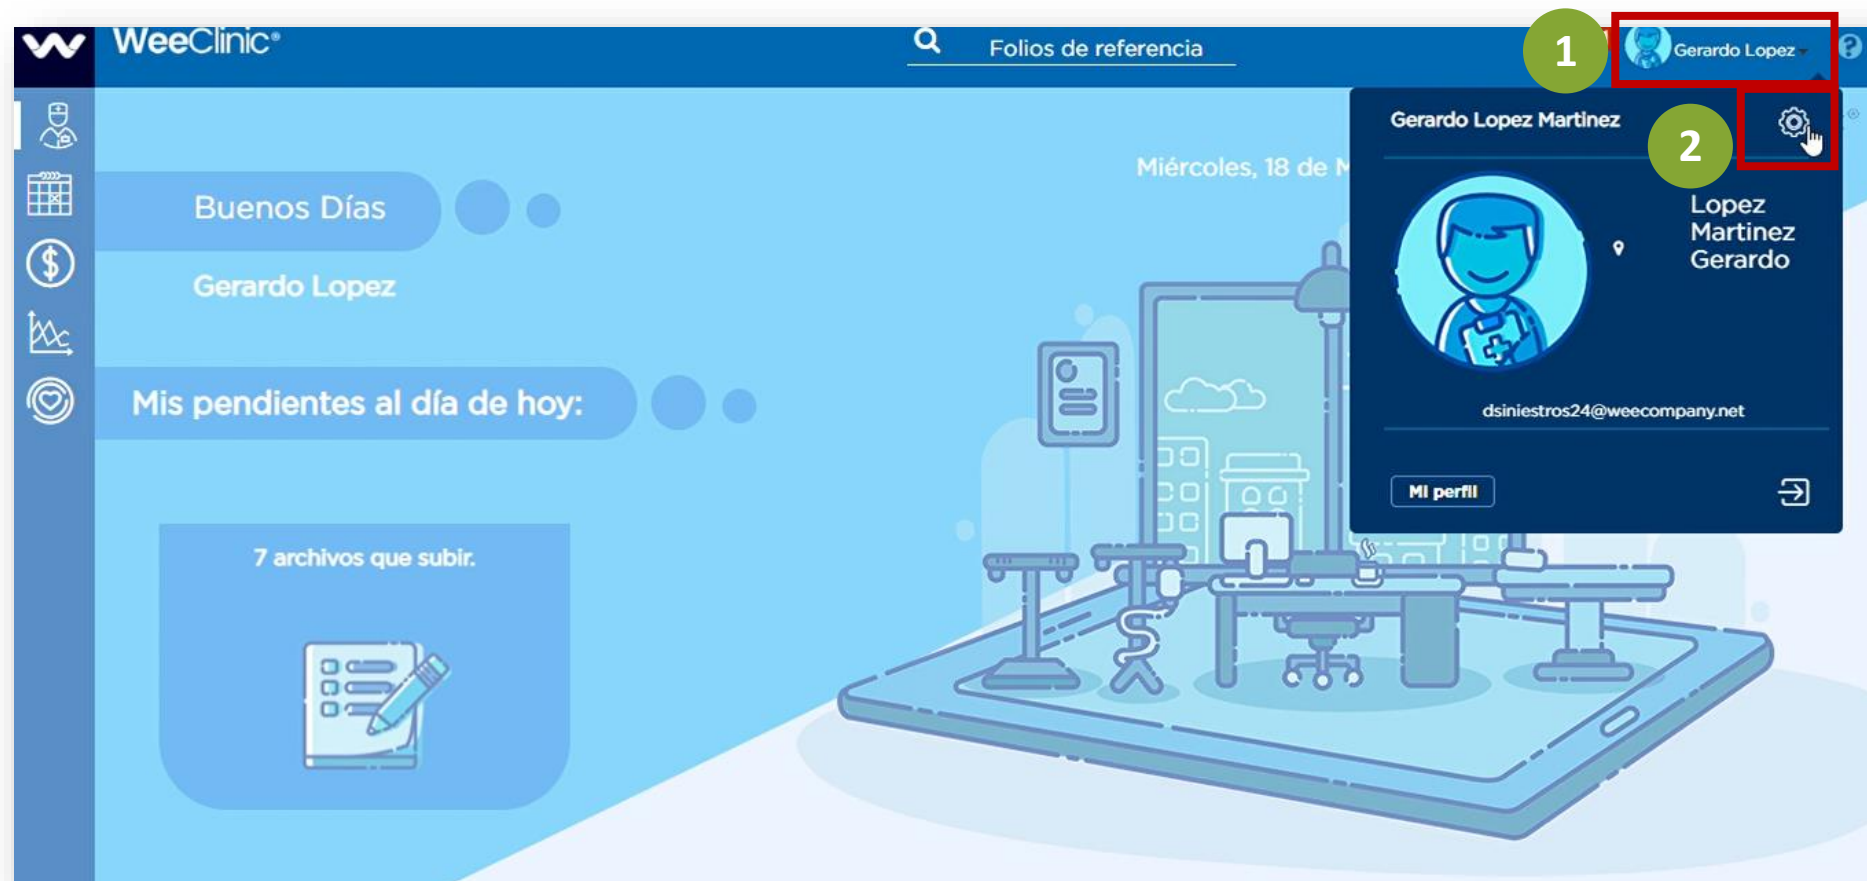 WeeClinic®
Folios de referencia
1
Gerardo Lopez
?
Gerardo Lopez Martinez
2
Miércoles, 18 de M
Buenos Días
Lopez
Martinez
Gerardo
Gerardo Lopez
Mis pendientes al día de hoy:
dsiniestros24@weecompany.net
Mi perfil
7 archivos que subir.